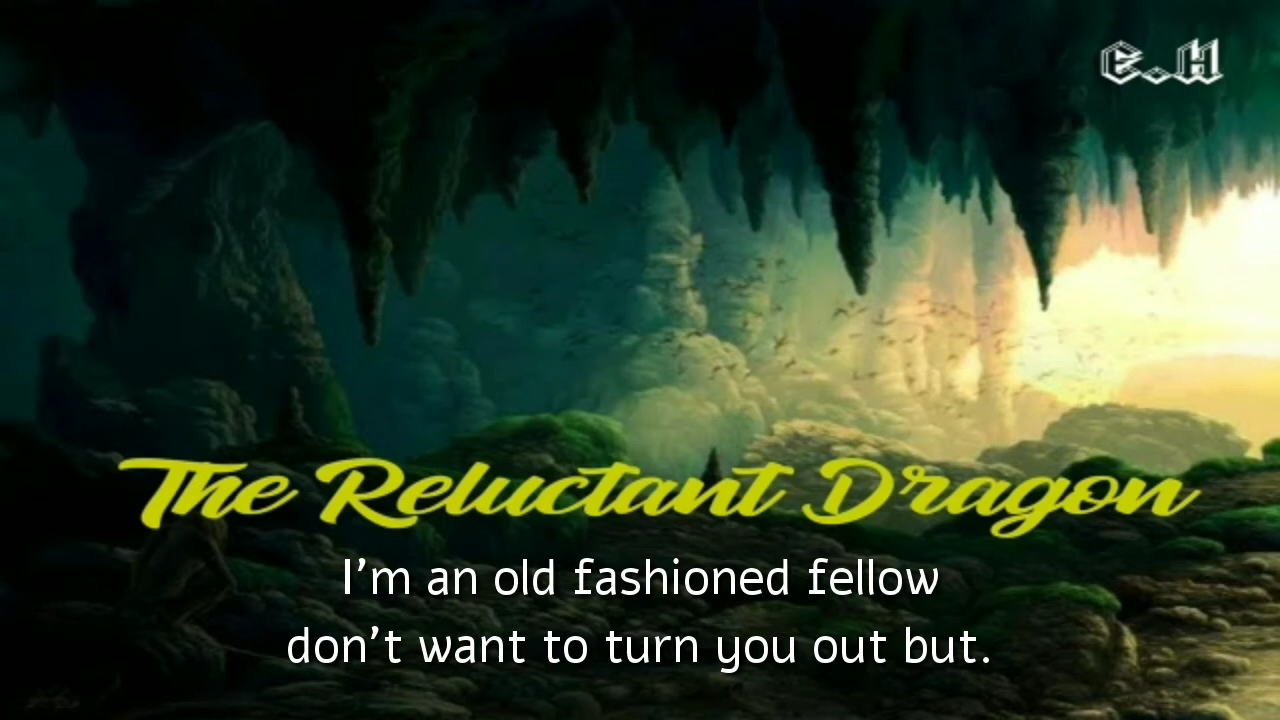 C.H
The Reluctant Dragon
I'm an old fashioned fellow
don't want to turn you out but.